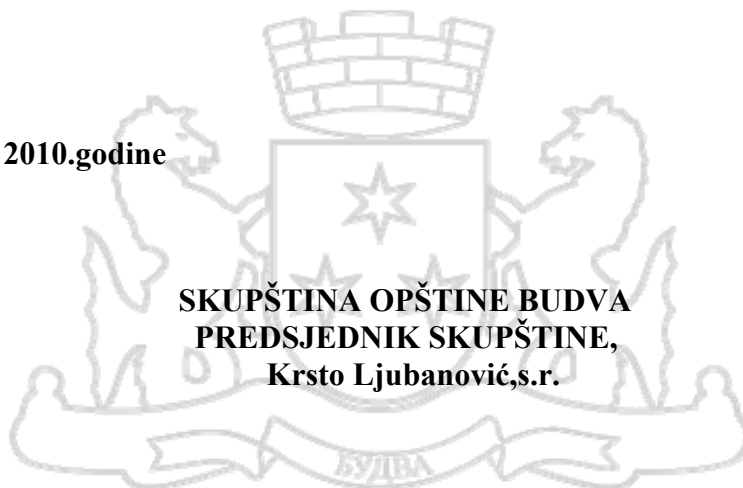 2010.godine
SKUPŠTINA OPŠTINE BUDVA
PREDSJEDNIK SKUPŠTINE,
Krsto Ljubanović,s.r.
БУДВА